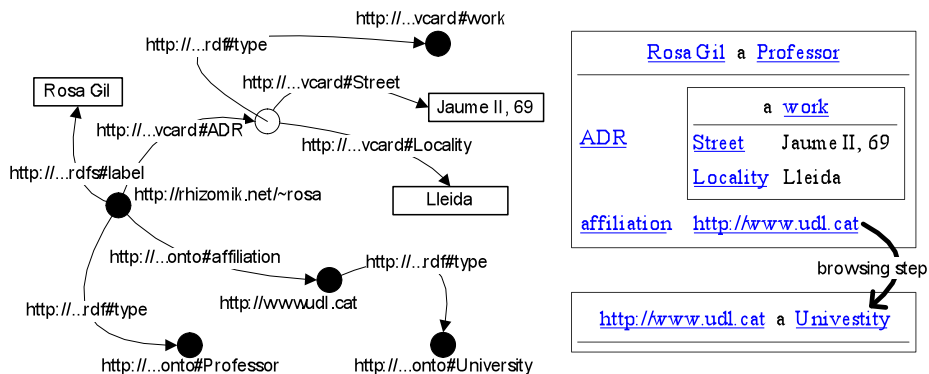 http://...vcard#work
http://...rdf#type
http://...vcard#Street
Rosa Gil
Jaume II, 69
http://...vcard#ADR
http://...vcard#Locality
http://...rdfs#label
http://rhizomik.net/~rosa
Lleida
http://...onto#affiliation
http://...rdf#type
http://wwwudl.cat
http://...rdf#type
http://...onto#Professor
http://...onto#University
Rosa Gil a Professor
a work
ADR
Street Jaume II, 69
Locality Lleida
affiliation http://www.udl.cat
browsing step
http://www.udl.cat a Univestity